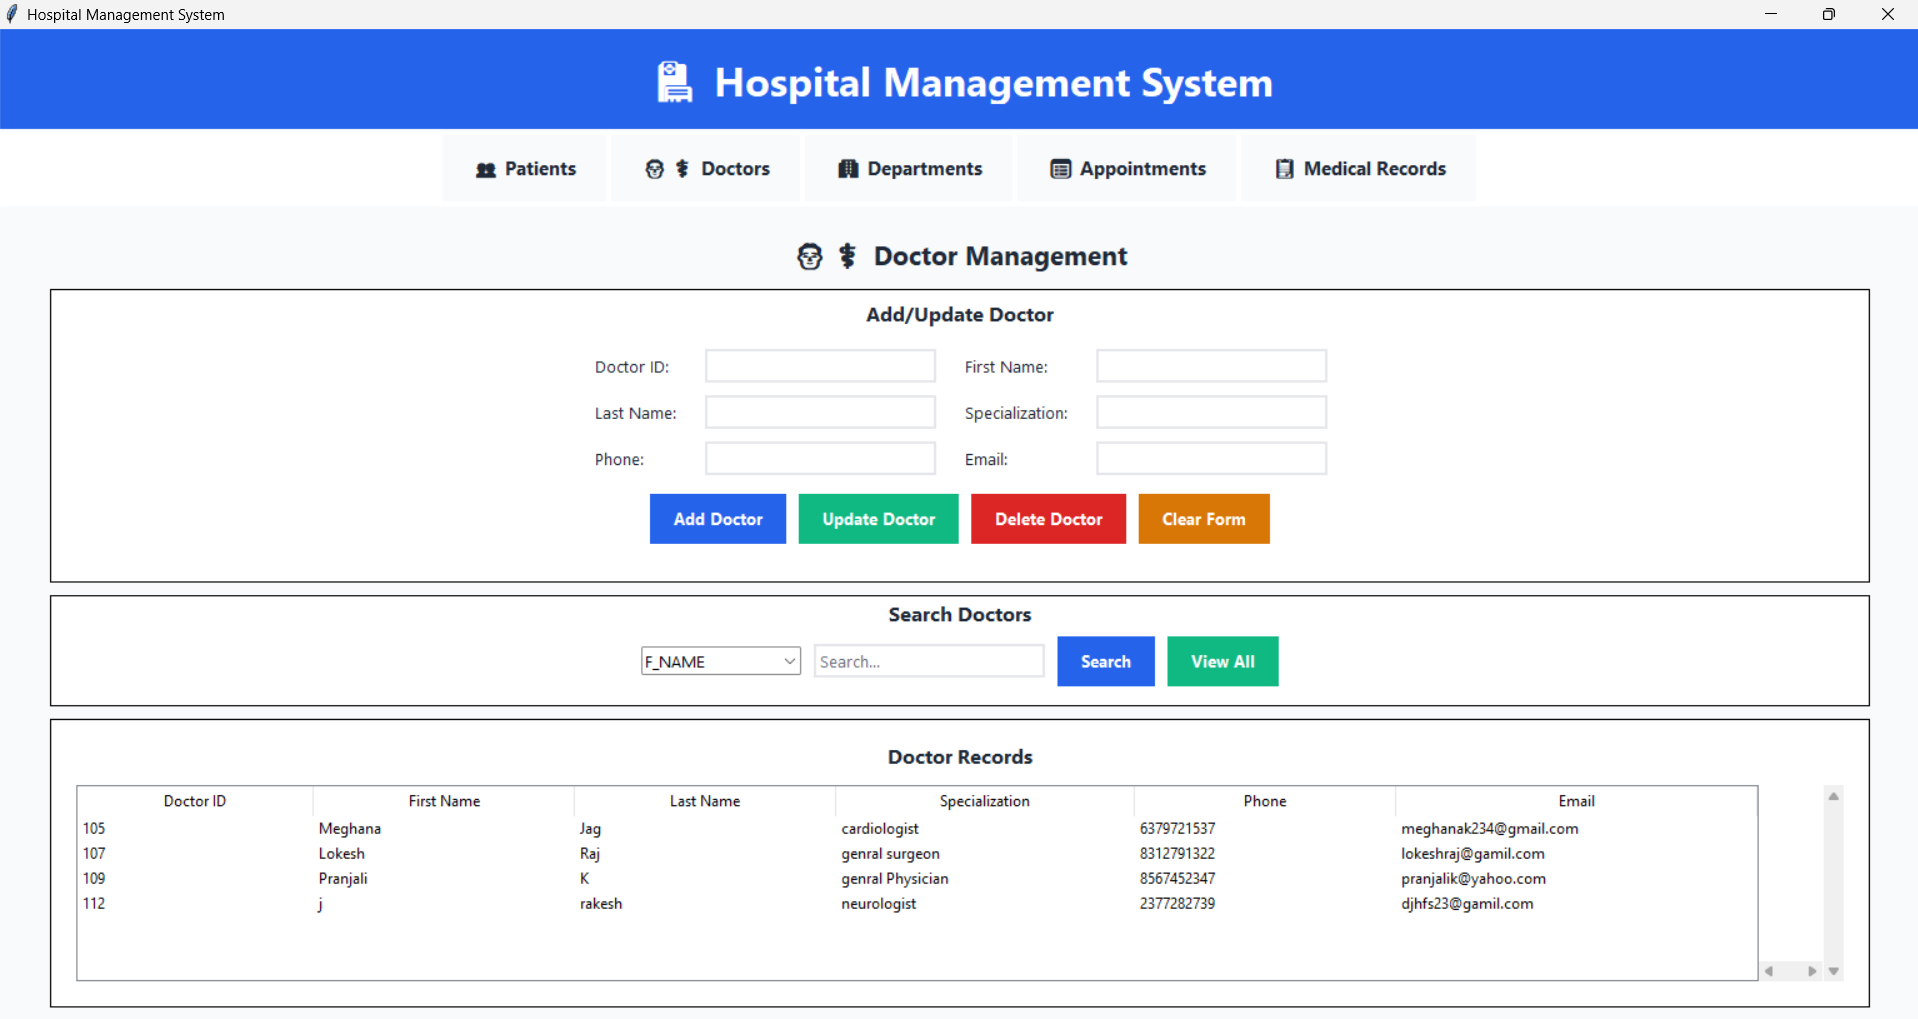 Hospital Management System
Hospital Management System
Patients Doctors Departments Appointments Medical Records
Doctor Management
Add/Update Doctor
Doctor ID: First Name:
Last Name: Specialization:
Phone: Email:
Add Doctor Update Doctor Delete Doctor Clear Form
Search Doctors
F_NAME Search... Search View All
Doctor Records
Doctor ID First Name Last Name Specialization Phone Email
105 Meghana Jag cardiologist 6379721537 meghanak234@gmail.com
107 Lokesh Raj genral surgeon 8312791322 lokeshraj@gamil.com
109 Pranjali K genral Physician 8567452347 pranjalik@yahoo.com
112 j rakesh neurologist 2377282739 djhfs23@gamil.com